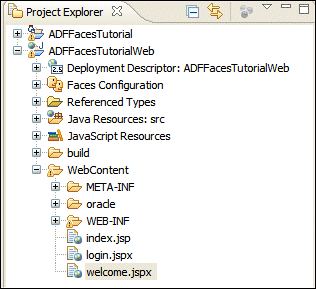 Project Explorer
ADFFacesTutorial
ADFFacesTutorialWeb
Deployment Descriptor: ADFFacesTutorialWeb
Faces Configuration
Referenced Types
Java Resources: src
JavaScript Resources
build
WebContent
META-INF
oracle
WEB-INF
index.jsp
login.jspx
welcome.jspx